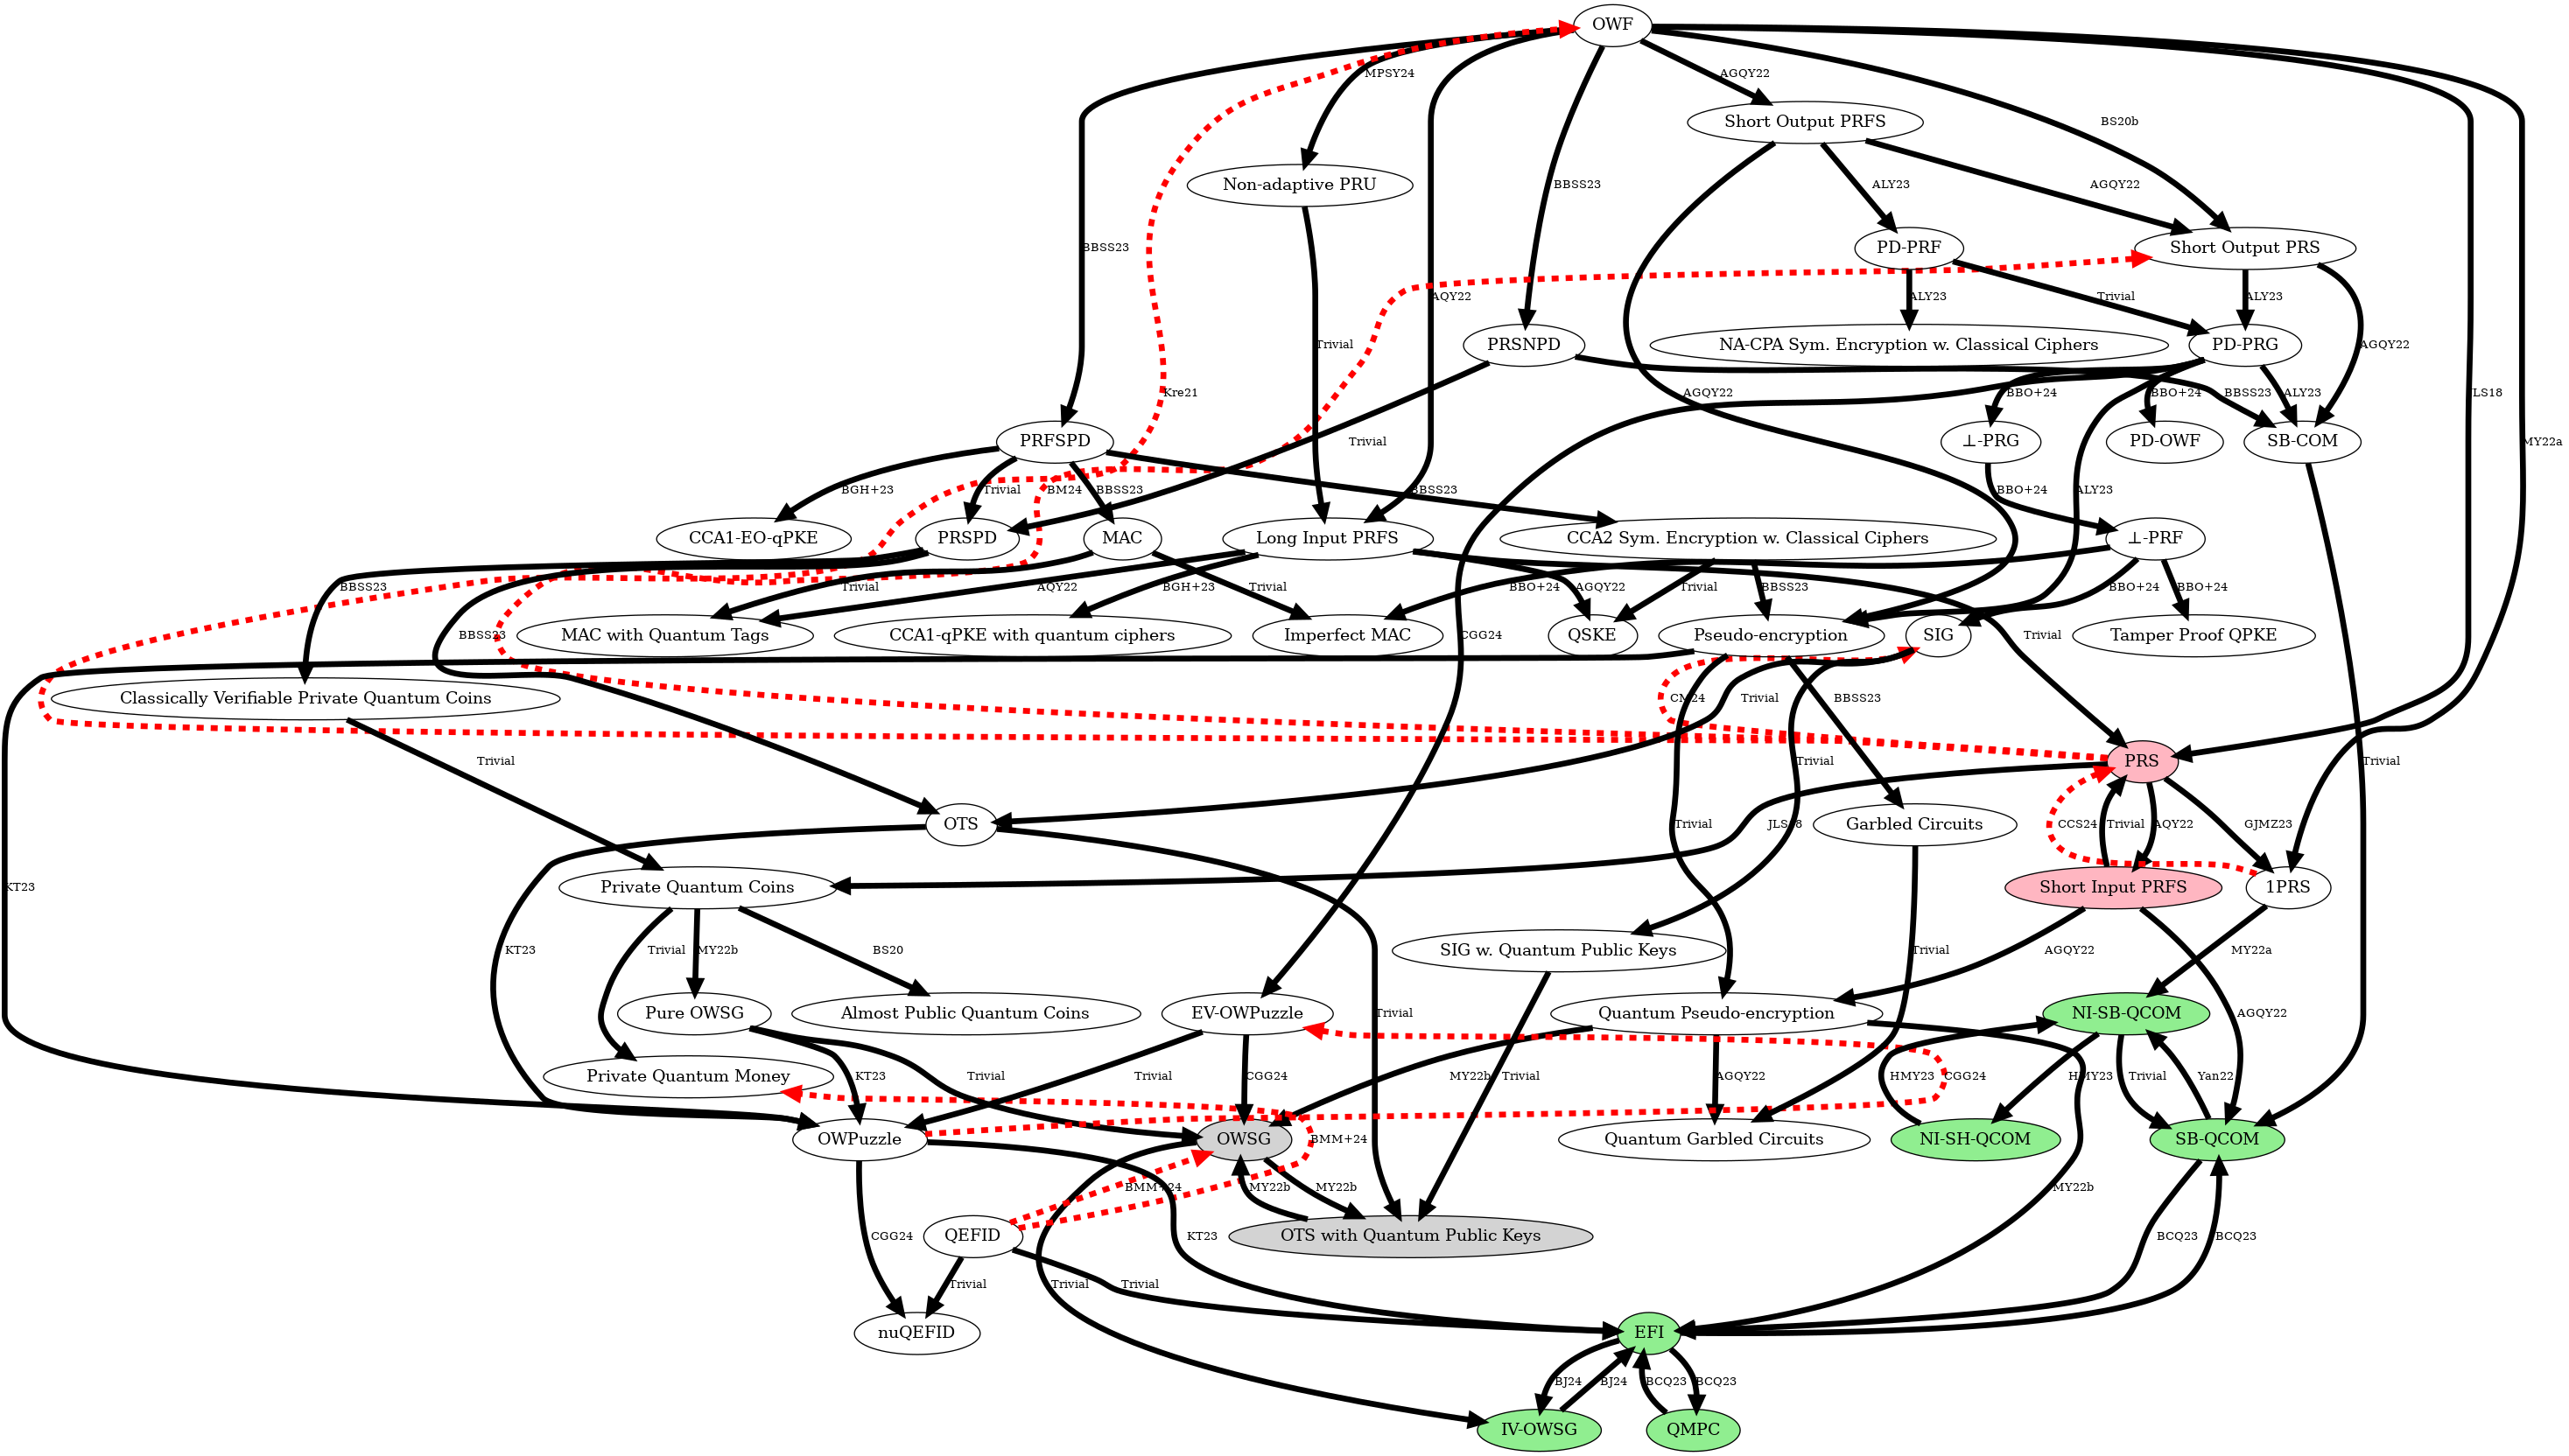 OWF
MPSY24
AGQY22
Short Output PRFS
BS20b
Non-adaptive PRU
BBSS23
ALY23
AGQY22
BBSS23
PD-PRF
Short Output PRS
AQY22
ALY23
Trivial
ALY23
JLS18
Trivial
PRSNPD
NA-CPA Sym. Encryption w. Classical Ciphers
PD-PRG
AGQY22
Kre21
AGQY22
BBO+24
BBO+24
BBSS23
ALY23
PRFSPD
Trivial
⊥-PRG
PD-OWF
SB-COM
MY22a
BGH+23
Trivial
BM24
BBSS23
BBSS23
BBO+24
ALY23
CCA1-EO-qPKE
PRSPD
MAC
Long Input PRFS
CCA2 Sym. Encryption w. Classical Ciphers
⊥-PRF
BBSS23
Trivial
AQY22
BGH+23
Trivial
BBO+24
AGQY22
Trivial
BBSS23
BBO+24
BBO+24
BBSS23
MAC with Quantum Tags
CCA1-qPKE with quantum ciphers
Imperfect MAC
CGG24
QSKE
Pseudo-encryption
SIG
Trivial
Tamper Proof QPKE
Classically Verifiable Private Quantum Coins
Trivial
CM24
BBSS23
Trivial
Trivial
PRS
Trivial
OTS
JLS18
Trivial
Garbled Circuits
CCS24
Trivial
AQY22
GJMZ23
KT23
Private Quantum Coins
Short Input PRFS
1PRS
KT23
Trivial
MY22b
BS20
SIG w. Quantum Public Keys
Trivial
AGQY22
MY22a
Pure OWSG
Almost Public Quantum Coins
EV-OWPuzzle
Trivial
Quantum Pseudo-encryption
NI-SB-QCOM
AGQY22
Private Quantum Money
KT23
Trivial
Trivial
CGG24
MY22b
Trivial
AGQY22
HMY23
CGG24
HMY23
Trivial
Yan22
OWPuzzle
BMM+24
OWSG
Quantum Garbled Circuits
NI-SH-QCOM
SB-QCOM
BMM+24
MY22b
MY22b
MY22b
CGG24
QEFID
KT23
OTS with Quantum Public Keys
BCQ23
BCQ23
Trivial
Trivial
Trivial
nuQEFID
EFI
BJ24
BJ24
BCQ23
BCQ23
IV-OWSG
QMPC